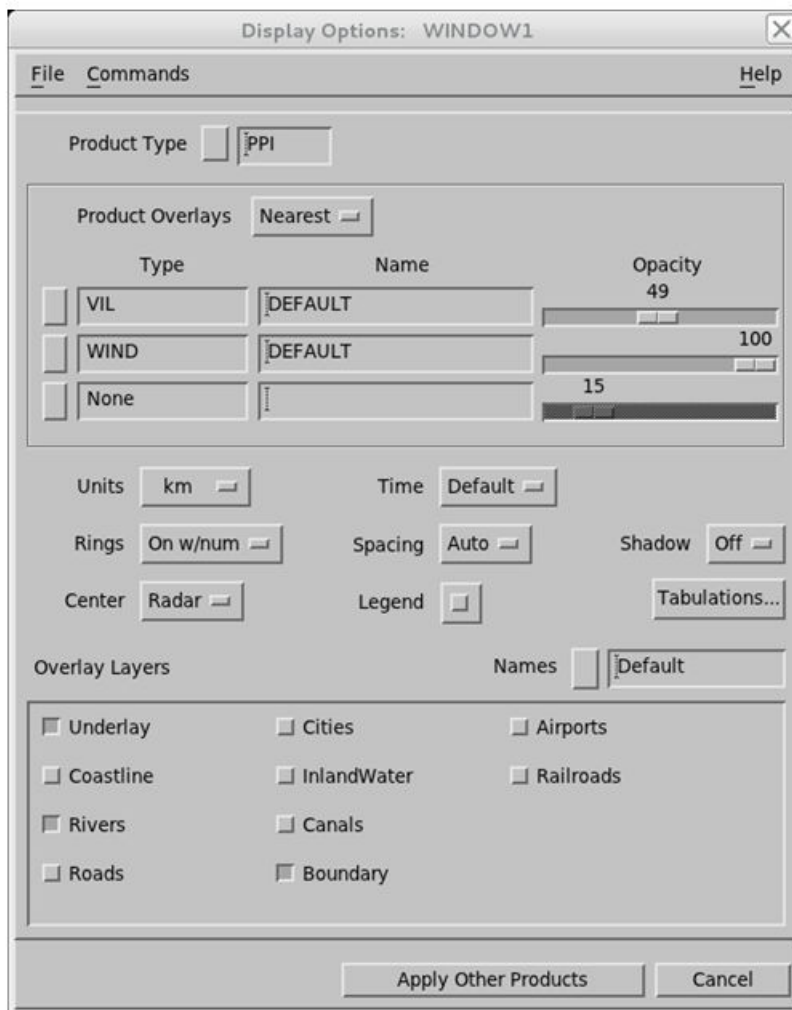 Display Options: WINDOW1
File Commands Help
Product Type PPI
Product Overlays Nearest
Type Name Opacity
49
VIL DEFAULT
100
WIND DEFAULT
15
None
Units km Time Default
Rings On w/num Spacing Auto Shadow Off
Center Radar Legend Tabulations...
Overlay Layers Names Default
Underlay Cities Airports
Coastline InlandWater Railroads
Rivers Canals
Roads Boundary
Apply Other Products Cancel